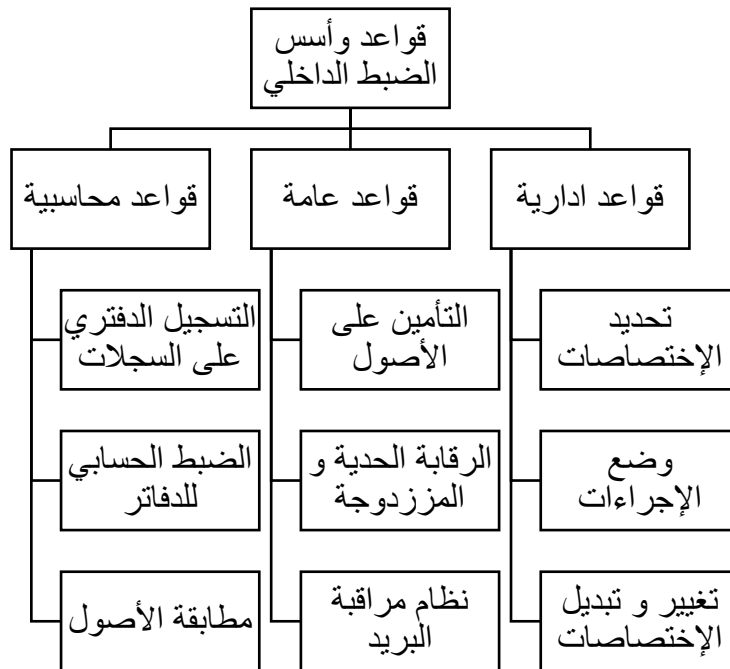 قواعد وأسس
الضبط الداخلي
قواعد ادارية
قواعد عامة
قواعد محاسبية
تحديد
الإختصاصات
وضع
الإجراءات
تغيير و تبديل
الإختصاصات
التأمين على
الأصول
الرقابة الحدية و
المززدوجة
نظام مراقبة
البريد
التسجيل الدفتري
على السجلات
الضبط الحسابي
للدفاتر
مطابقة الأصول